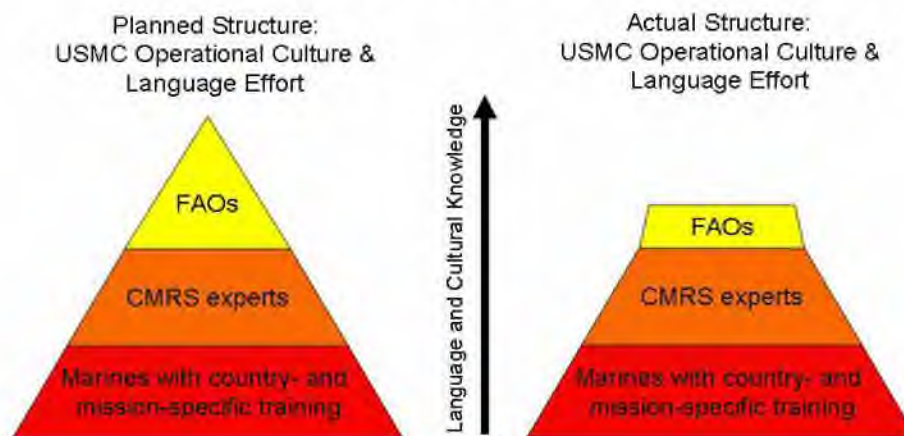 Planned Structure:
USMC Operational Culture &
Language Effort
FAOs
CMRS experts
Marines with country- and
mission-specific training
Language and Cultural Knowledge
Actual Structure:
USMC Operational Culture &
Language Effort
FAOs
CMRS experts
Marines with country- and
mission-specific training